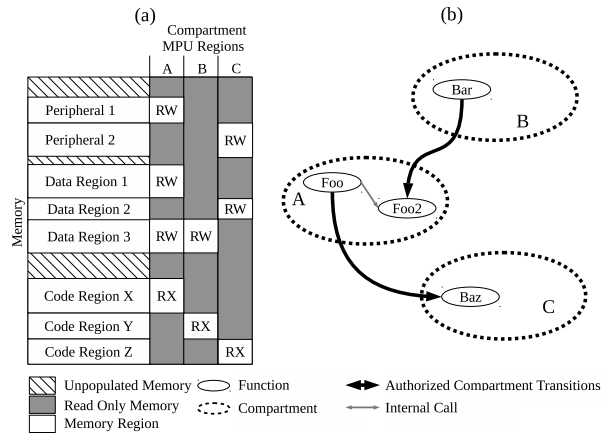 (a)
Compartment
MPU Regions
A B C
Peripheral 1 RW
Peripheral 2 RW
Data Region 1 RW
Data Region 2 RW
Data Region 3 RW RW
Code Region X RX
Code Region Y RX
Code Region Z RX
Memory
(b)
Bar
B
Foo
A
Foo2
Baz
C
Unpopulated Memory
Read Only Memory
Memory Region
Function
Compartment
Authorized Compartment Transitions
Internal Call